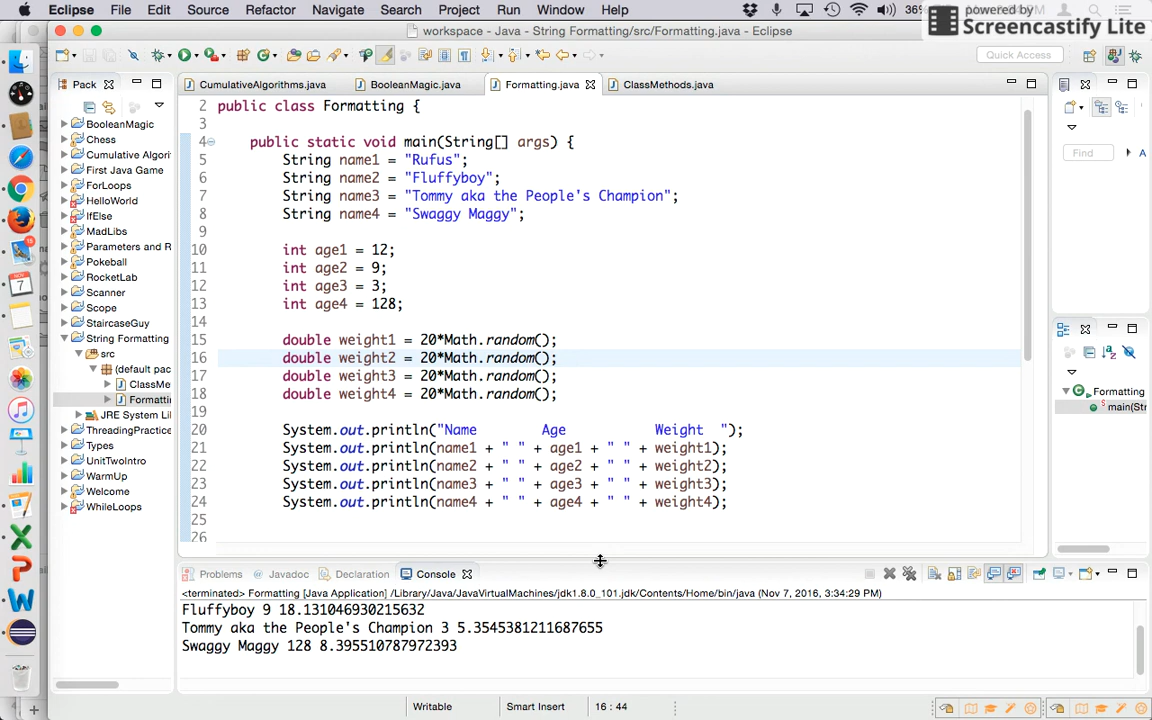 Eclipse File Edit Source Refactor Navigate Search Project Run Window Help 36%
powered by
Screencastify Lite
workspace - Java - String Formatting/src/Formatting.java - Eclipse
Quick Access
Pack
CumulativeAlgorithms.java BooleanMagic.java Formatting.java ClassMethods.java
BooleanMagic
Chess
Cumulative Algori
First Java Game
ForLoops
HelloWorld
IfElse
MadLibs
Parameters and R
Pokeball
RocketLab
Scanner
Scope
StaircaseGuy
String Formatting
src
(default pac
ClassMe
Formatti
JRE System Li
ThreadingPractice
Types
UnitTwoIntro
WarmUp
Welcome
WhileLoops
2 public class Formatting {
3
4 public static void main(String[] args) {
5 String name1 = "Rufus";
6 String name2 = "Fluffyboy";
7 String name3 = "Tommy aka the People's Champion";
8 String name4 = "Swaggy Maggy";
9
10 int age1 = 12;
11 int age2 = 9;
12 int age3 = 3;
13 int age4 = 128;
14
15 double weight1 = 20*Math.random();
16 double weight2 = 20*Math.random();
17 double weight3 = 20*Math.random();
18 double weight4 = 20*Math.random();
19
20 System.out.println("Name Age Weight ");
21 System.out.println(name1 + " " + age1 + " " + weight1);
22 System.out.println(name2 + " " + age2 + " " + weight2);
23 System.out.println(name3 + " " + age3 + " " + weight3);
24 System.out.println(name4 + " " + age4 + " " + weight4);
25
26
Find A
Formatting
main(Str
Problems Javadoc Declaration Console
<terminated> Formatting [Java Application] /Library/Java/JavaVirtualMachines/jdk1.8.0_101.jdk/Contents/Home/bin/java (Nov 7, 2016, 3:34:29 PM)
Fluffyboy 9 18.131046930215632
Tommy aka the People's Champion 3 5.3545381211687655
Swaggy Maggy 128 8.395510787972393
Writable Smart Insert 16 : 44